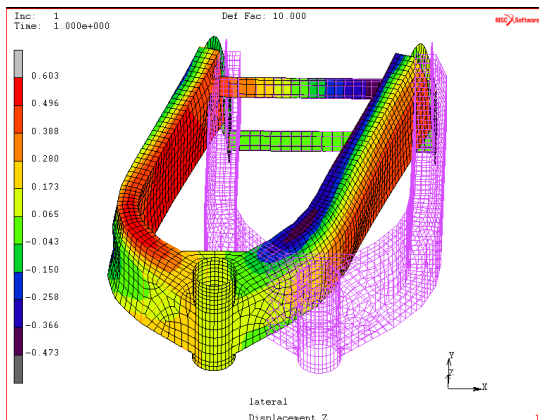 Inc: 1
Time: 1.000e+000
Def Fac: 10.000
MSC Software
0.603
0.496
0.388
0.280
0.173
0.065
-0.043
-0.150
-0.258
-0.366
-0.473
Y
Z
X
lateral
Displacement Z
1